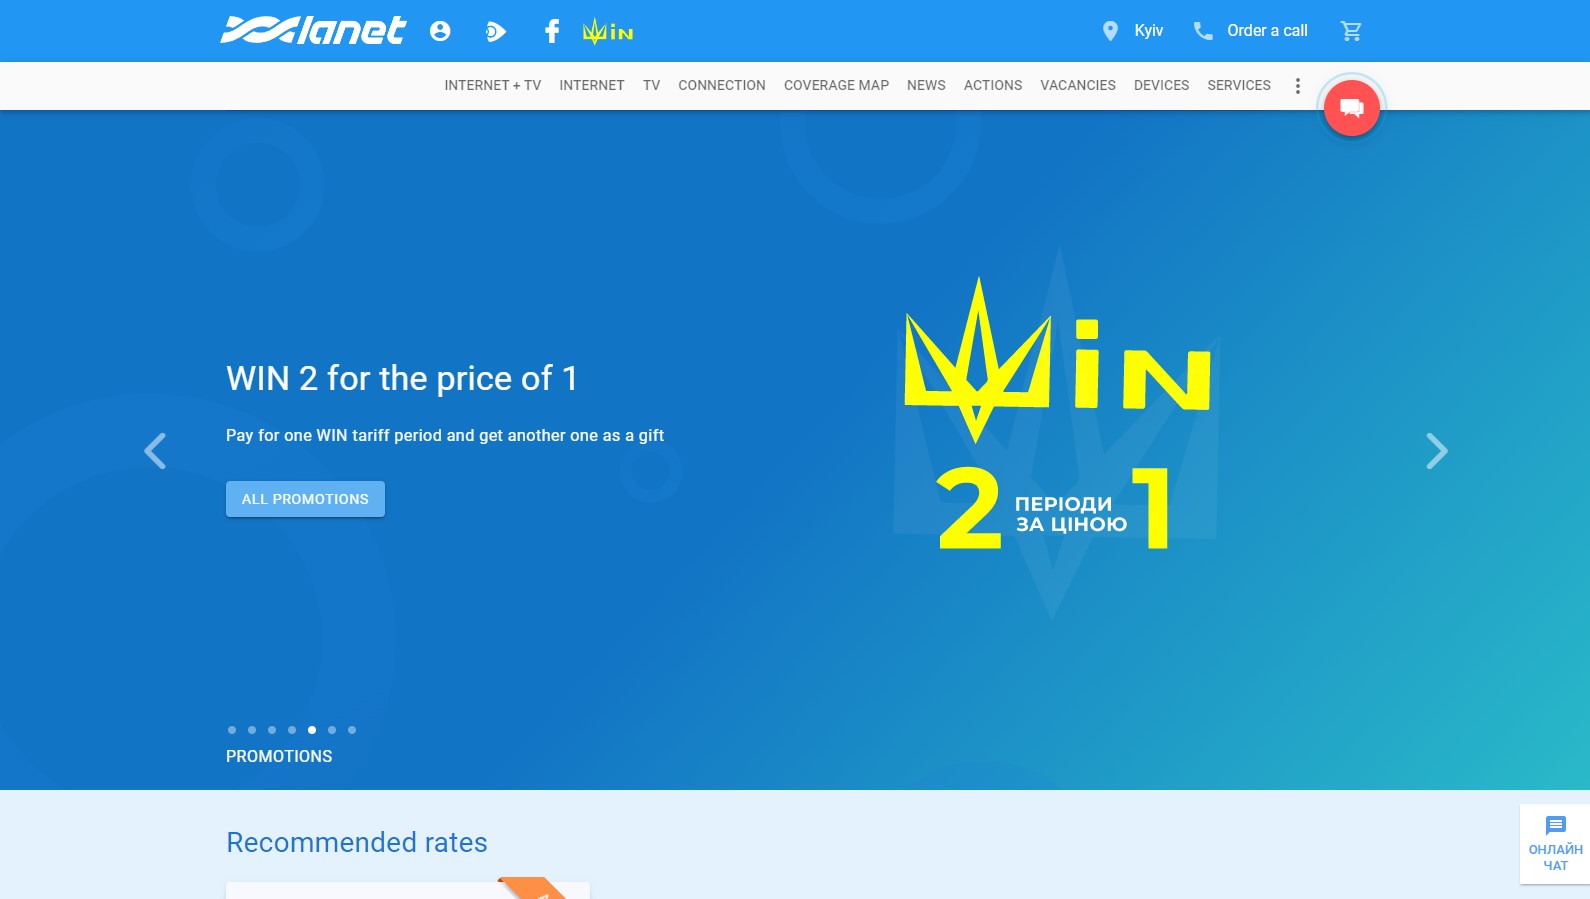 lanet
Win
Kyiv
Order a call
INTERNET + TV
INTERNET
TV
CONNECTION
COVERAGE MAP
NEWS
ACTIONS
VACANCIES
DEVICES
SERVICES
WIN 2 for the price of 1
Pay for one WIN tariff period and get another one as a gift
ALL PROMOTIONS
Win
2 ПЕРІОДИ
ЗА ЦІНОЮ 1
PROMOTIONS
Recommended rates
ОНЛАЙН
ЧАТ